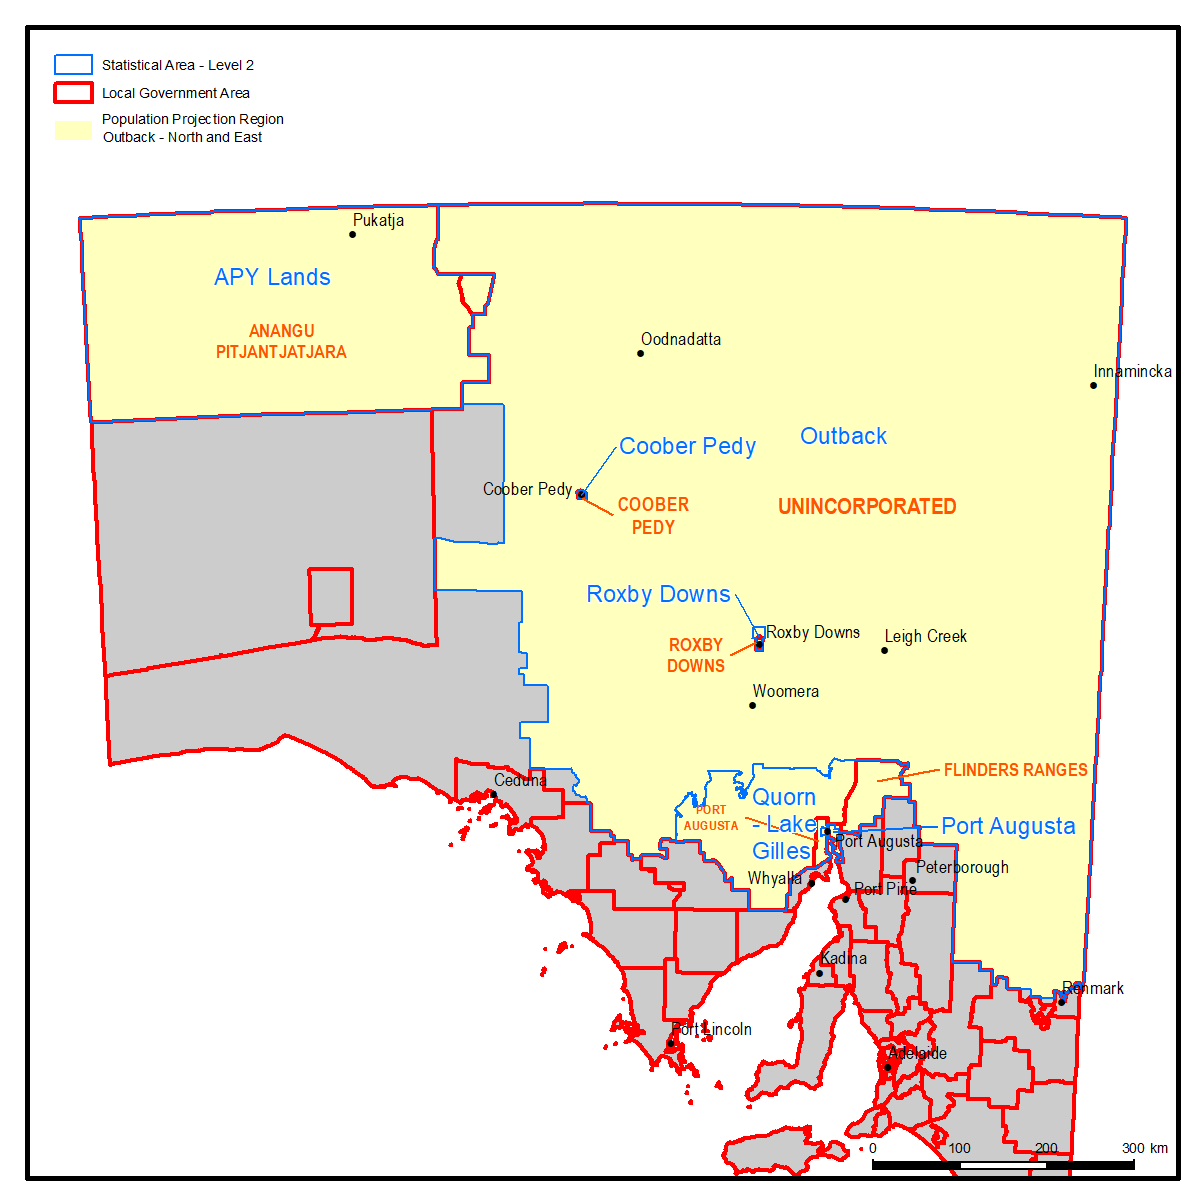 Statistical Area - Level 2
Local Government Area
Population Projection Region
Outback - North and East
Pukatja
APY Lands
ANANGU
PITJANTJATJARA
Oodnadatta
Innamincka
Outback
Coober Pedy
Coober Pedy
COOBER
PEDY
UNINCORPORATED
Roxby Downs
Roxby Downs
ROXBY
DOWNS
Leigh Creek
Woomera
FLINDERS RANGES
Ceduna
Quorn
- Lake
Gilles
PORT
AUGUSTA
Port Augusta
Port Augusta
Peterborough
Whyalla
Port Pirie
Kadina
Renmark
Port Lincoln
Adelaide
0 100 200 300 km